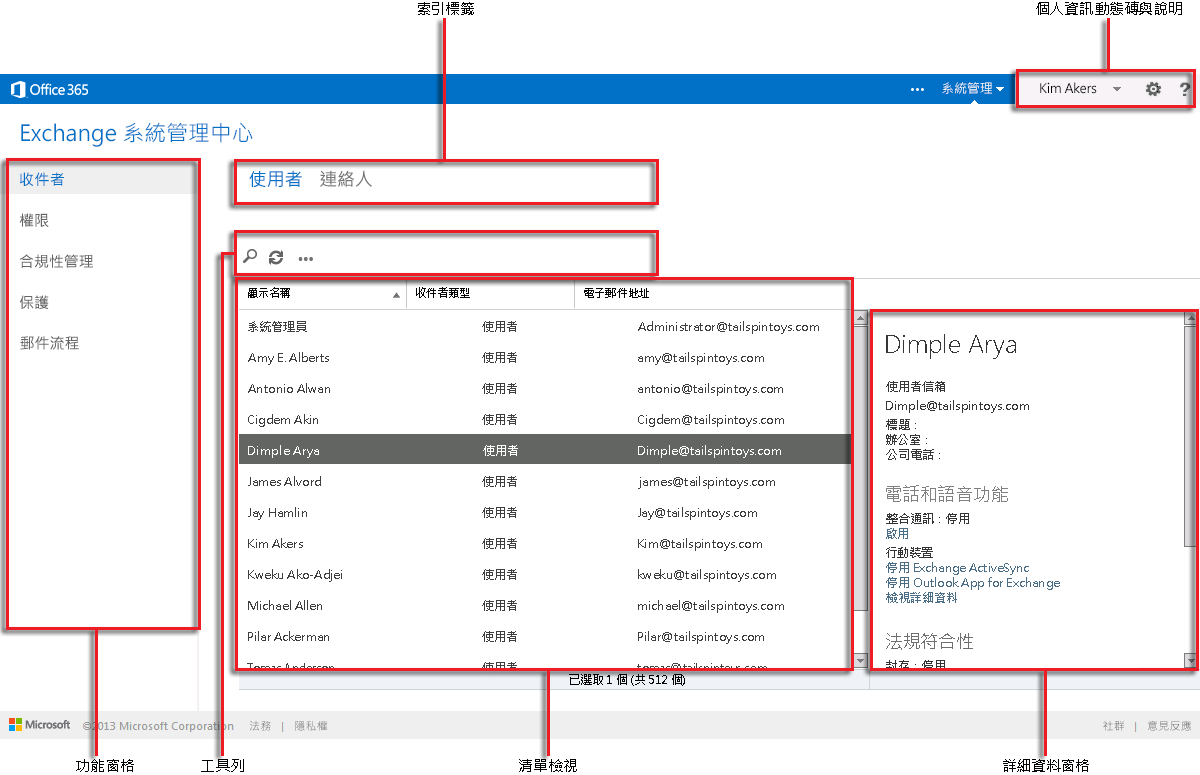 索引標籤
個人資訊動態磚與說明
Office 365
••• 系統管理
Kim Akers ?
Exchange 系統管理中心
收件者
權限
合規性管理
保護
郵件流程
使用者 連絡人
•••
顯示名稱 收件者類型 電子郵件地址
系統管理員 使用者 Administrator@tailspintoys.com
Amy E. Alberts 使用者 amy@tailspintoys.com
Antonio Alwan 使用者 antonio@tailspintoys.com
Cigdem Akin 使用者 Cigdem@tailspintoys.com
Dimple Arya 使用者 Dimple@tailspintoys.com
James Alvord 使用者 james@tailspintoys.com
Jay Hamlin 使用者 Jay@tailspintoys.com
Kim Akers 使用者 Kim@tailspintoys.com
Kweku Ako-Adjei 使用者 kweku@tailspintoys.com
Michael Allen 使用者 michael@tailspintoys.com
Pilar Ackerman 使用者 Pilar@tailspintoys.com
Tomas Anderson 使用者 tomas@tailspintoys.com
已選取 1 個 (共 512 個)
Dimple Arya
使用者信箱
Dimple@tailspintoys.com
標題 :
辦公室 :
公司電話 :
電話和語音功能
整合通訊 : 停用
啟用
行動裝置
停用 Exchange ActiveSync
停用 Outlook App for Exchange
檢視詳細資料
法規符合性
封存 : 停用
Microsoft ©2013 Microsoft Corporation 法務 | 隱私權
社群 | 意見反應
功能窗格
工具列
清單檢視
詳細資料窗格